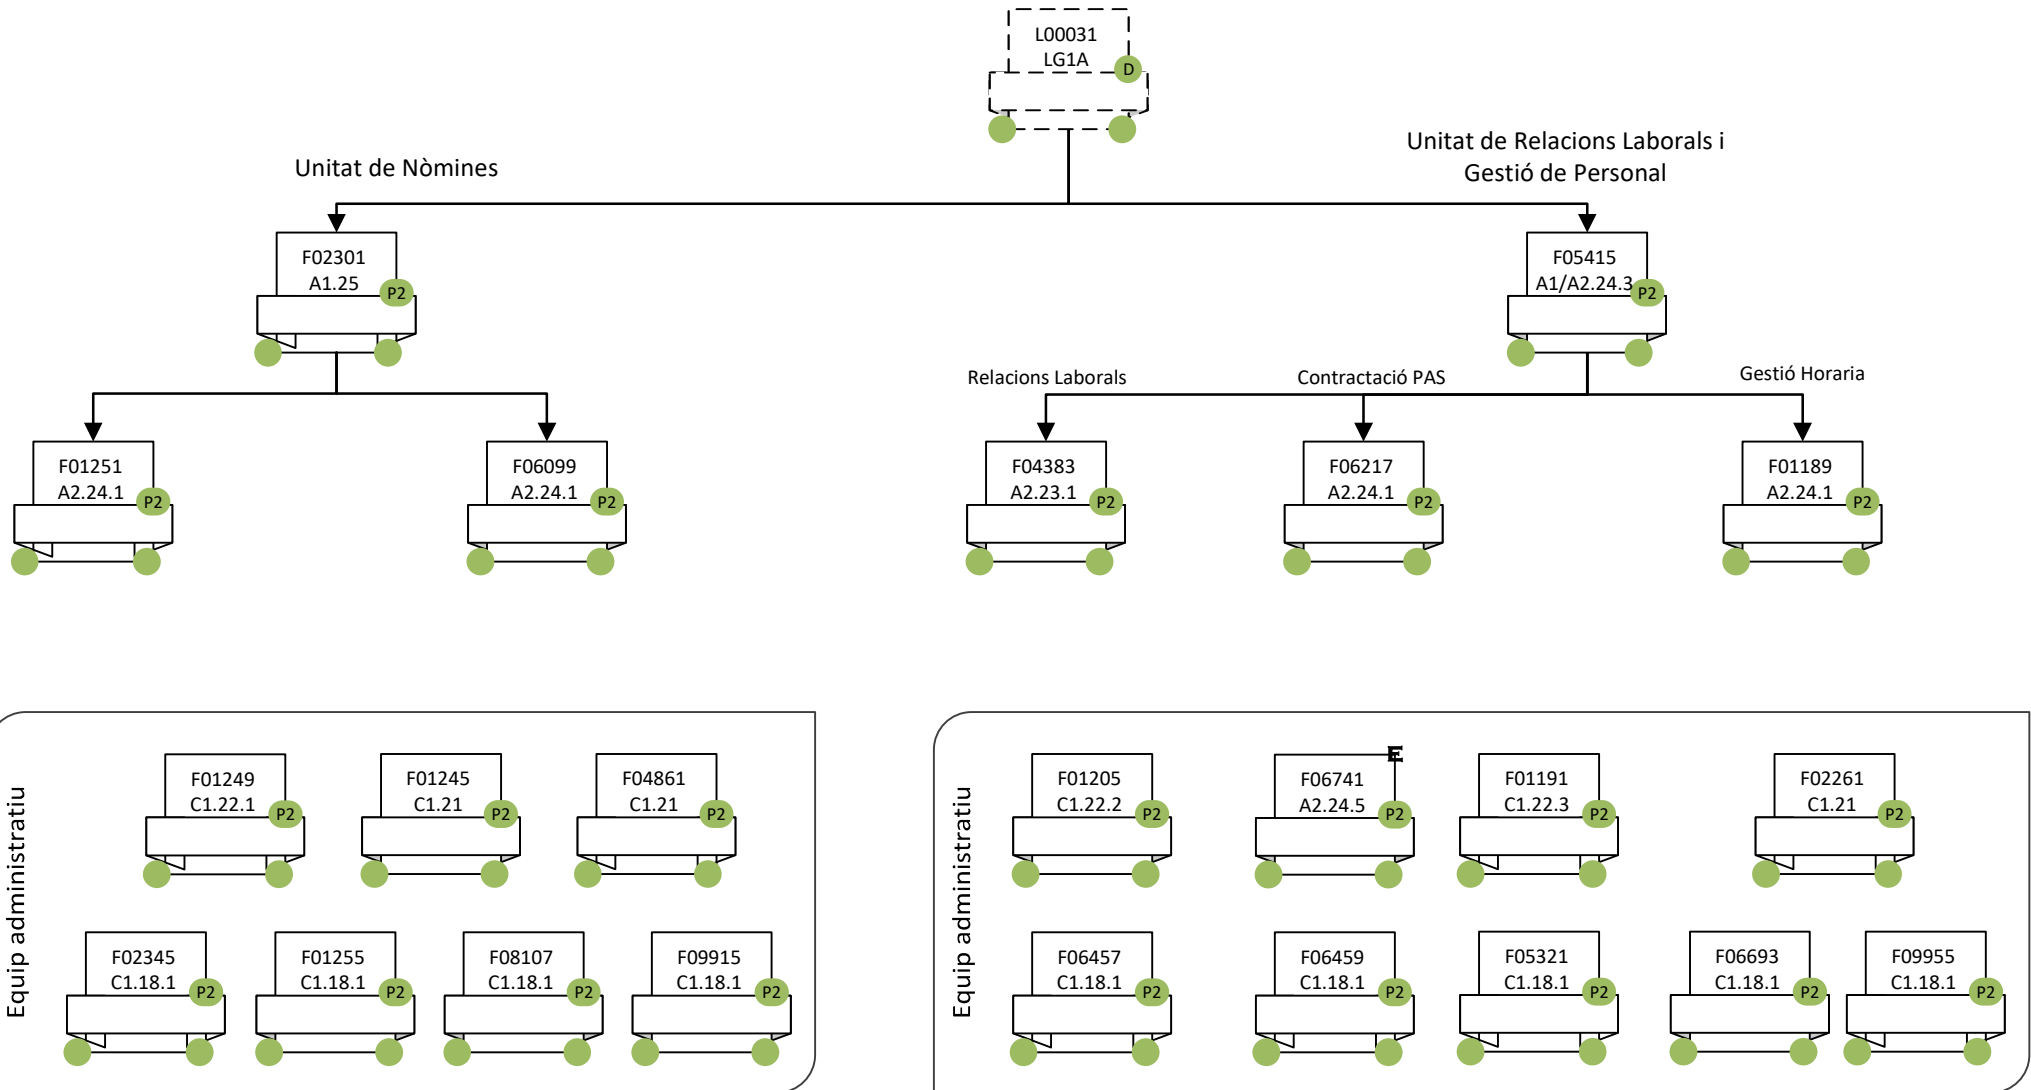 L00031
LG1A
D
Unitat de Nòmines
Unitat de Relacions Laborals i
Gestió de Personal
F02301
A1.25
P2
F05415
A1/A2.24.3
P2
Relacions Laborals
Contractació PAS
Gestió Horaria
F01251
A2.24.1
P2
F06099
A2.24.1
P2
F04383
A2.23.1
P2
F06217
A2.24.1
P2
F01189
A2.24.1
P2
Equip administratiu
F01249
C1.22.1
P2
F01245
C1.21
P2
F04861
C1.21
P2
F02345
C1.18.1
P2
F01255
C1.18.1
P2
F08107
C1.18.1
P2
F09915
C1.18.1
P2
Equip administratiu
F01205
C1.22.2
P2
F06741
A2.24.5
P2
F01191
C1.22.3
P2
F02261
C1.21
P2
F06457
C1.18.1
P2
F06459
C1.18.1
P2
F05321
C1.18.1
P2
F06693
C1.18.1
P2
F09955
C1.18.1
P2